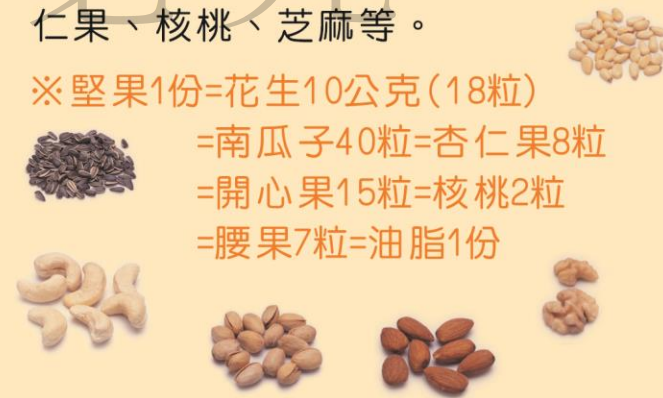 仁果、核桃、芝麻等。
※堅果1份=花生10公克(18粒)
=南瓜子40粒=杏仁果8粒
=開心果15粒=核桃2粒
=腰果7粒=油脂1份